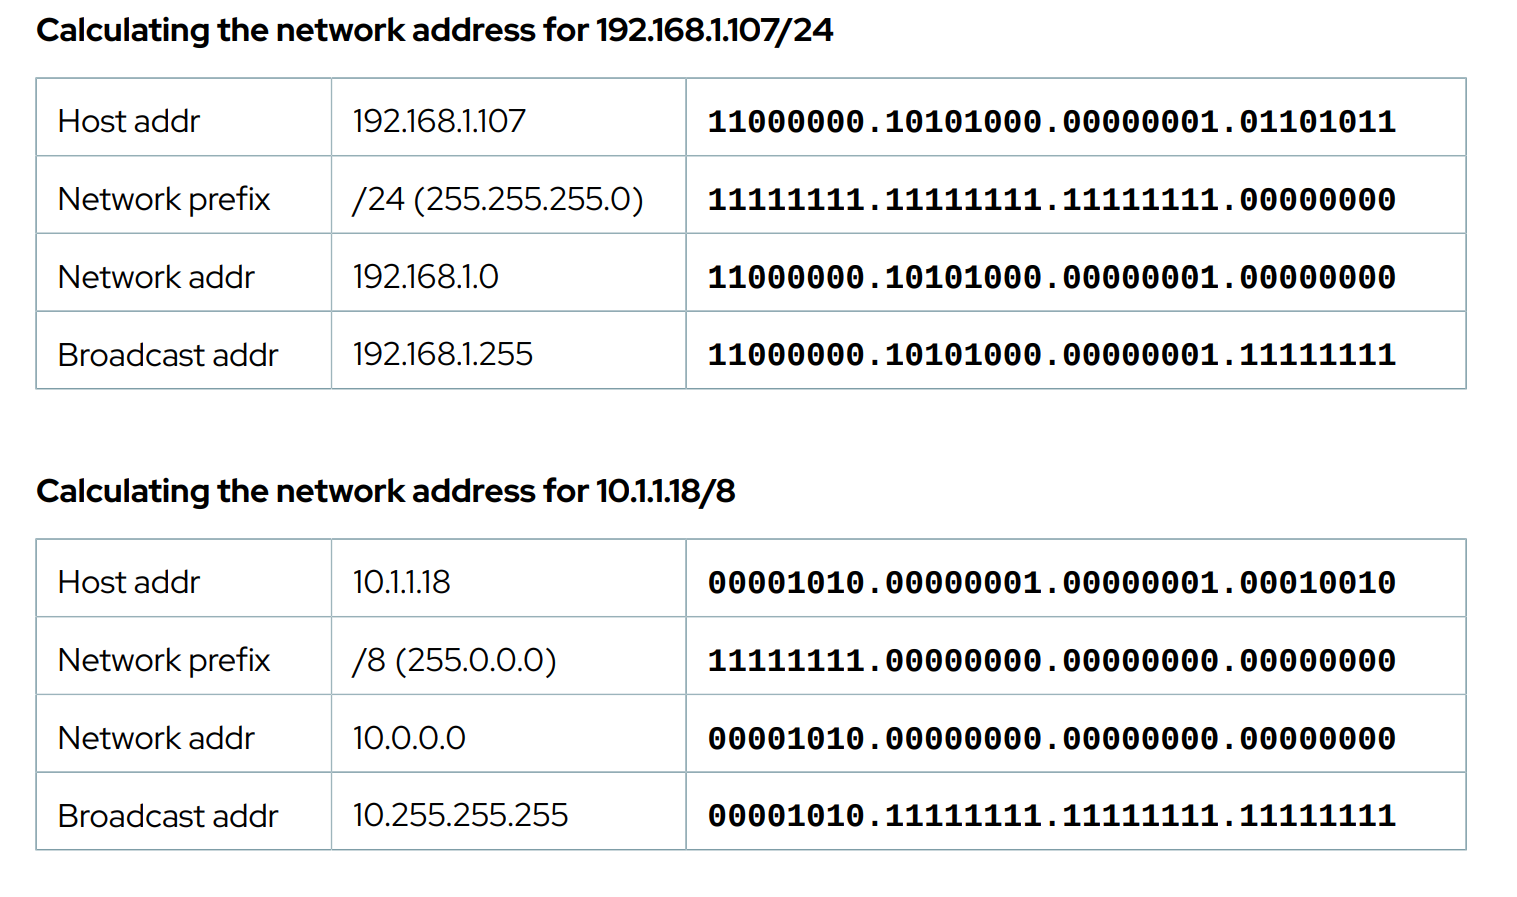 Calculating the network address for 192.168.1.107/24
Host addr 192.168.1.107 11000000.10101000.00000001.01101011
Network prefix /24 (255.255.255.0) 11111111.11111111.11111111.00000000
Network addr 192.168.1.0 11000000.10101000.00000001.00000000
Broadcast addr 192.168.1.255 11000000.10101000.00000001.11111111
Calculating the network address for 10.1.1.18/8
Host addr 10.1.1.18 00001010.00000001.00000001.00010010
Network prefix /8 (255.0.0.0) 11111111.00000000.00000000.00000000
Network addr 10.0.0.0 00001010.00000000.00000000.00000000
Broadcast addr 10.255.255.255 00001010.11111111.11111111.11111111